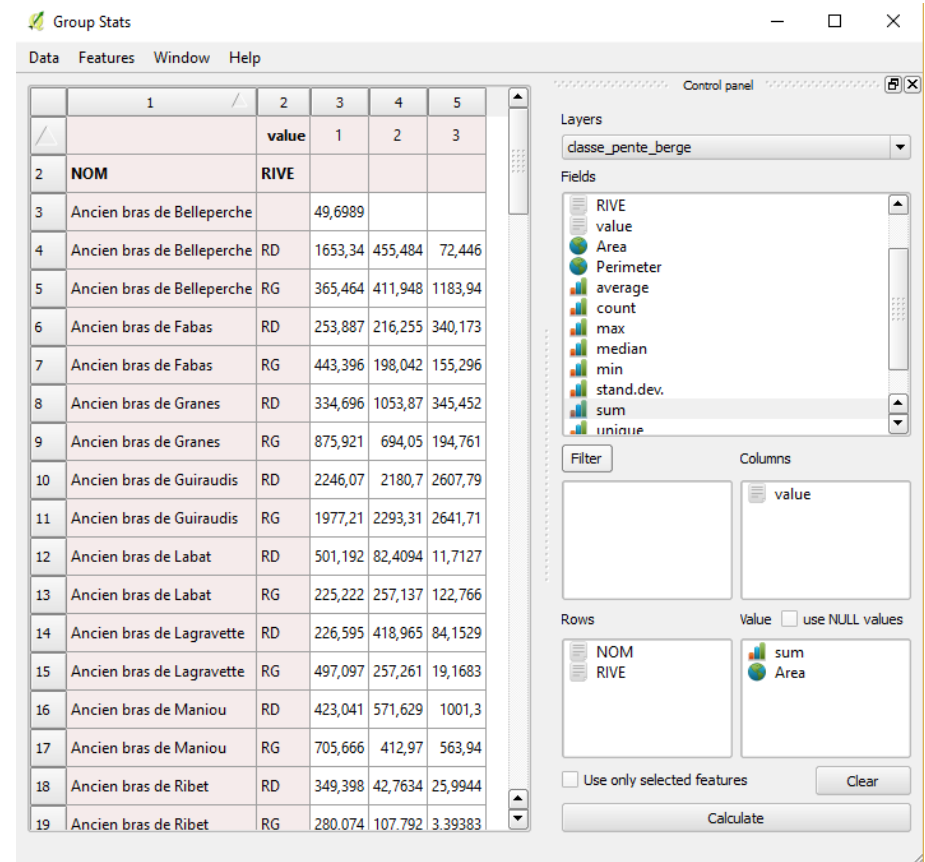 Group Stats
Data Features Window Help
1 2 3 4 5
value 1 2 3
2 NOM RIVE
3 Ancien bras de Belleperche 49,6989
4 Ancien bras de Belleperche RD 1653,34 455,484 72,446
5 Ancien bras de Belleperche RG 365,464 411,948 1183,94
6 Ancien bras de Fabas RD 253,887 216,255 340,173
7 Ancien bras de Fabas RG 443,396 198,042 155,296
8 Ancien bras de Granes RD 334,696 1053,87 345,452
9 Ancien bras de Granes RG 875,921 694,05 194,761
10 Ancien bras de Guiraudis RD 2246,07 2180,7 2607,79
11 Ancien bras de Guiraudis RG 1977,21 2293,31 2641,71
12 Ancien bras de Labat RD 501,192 82,4094 11,7127
13 Ancien bras de Labat RG 225,222 257,137 122,766
14 Ancien bras de Lagravette RD 226,595 418,965 84,1529
15 Ancien bras de Lagravette RG 497,097 257,261 19,1683
16 Ancien bras de Maniou RD 423,041 571,629 1001,3
17 Ancien bras de Maniou RG 705,666 412,97 563,94
18 Ancien bras de Ribet RD 349,398 42,7634 25,9944
19 Ancien bras de Ribet RG 280.074 107.792 3.39383
Control panel
Layers
classe_pente_berge
Fields
RIVE
value
Area
Perimeter
average
count
max
median
min
stand.dev.
sum
unique
Filter Columns
value
Rows Value use NULL values
NOM sum
RIVE Area
Use only selected features Clear
Calculate